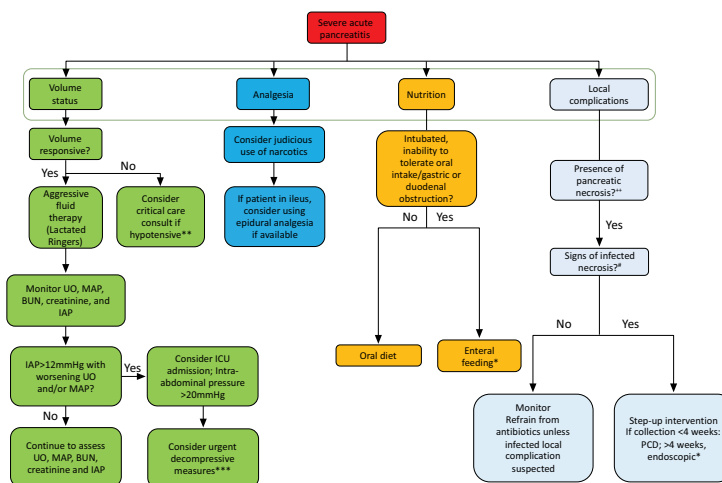 Severe acute
pancreatitis
Volume
status
Analgesia
Nutrition
Local
complications
Volume
responsive?
Consider judicious
use of narcotics
Intubated,
inability to
tolerate oral
intake/gastric or
duodenal
obstruction?
Presence of
pancreatic
necrosis?++
Yes
No
Aggressive
fluid
therapy
(Lactated
Ringers)
Consider
critical care
consult if
hypotensive**
If patient in ileus,
consider using
epidural analgesia
if available
No
Yes
Yes
Signs of infected
necrosis?#
Monitor UO, MAP,
BUN, creatinine, and
IAP
No
Yes
Oral diet
Enteral
feeding*
IAP>12mmHg with
worsening UO
and/or MAP?
Yes
Consider ICU
admission; Intra-
abdominal pressure
>20mmHg
No
Continue to assess
UO, MAP, BUN,
creatinine and IAP
Consider urgent
decompressive
measures***
Monitor
Refrain from
antibiotics unless
infected local
complication
suspected
Step-up intervention
If collection <4 weeks:
PCD; >4 weeks,
endoscopic*